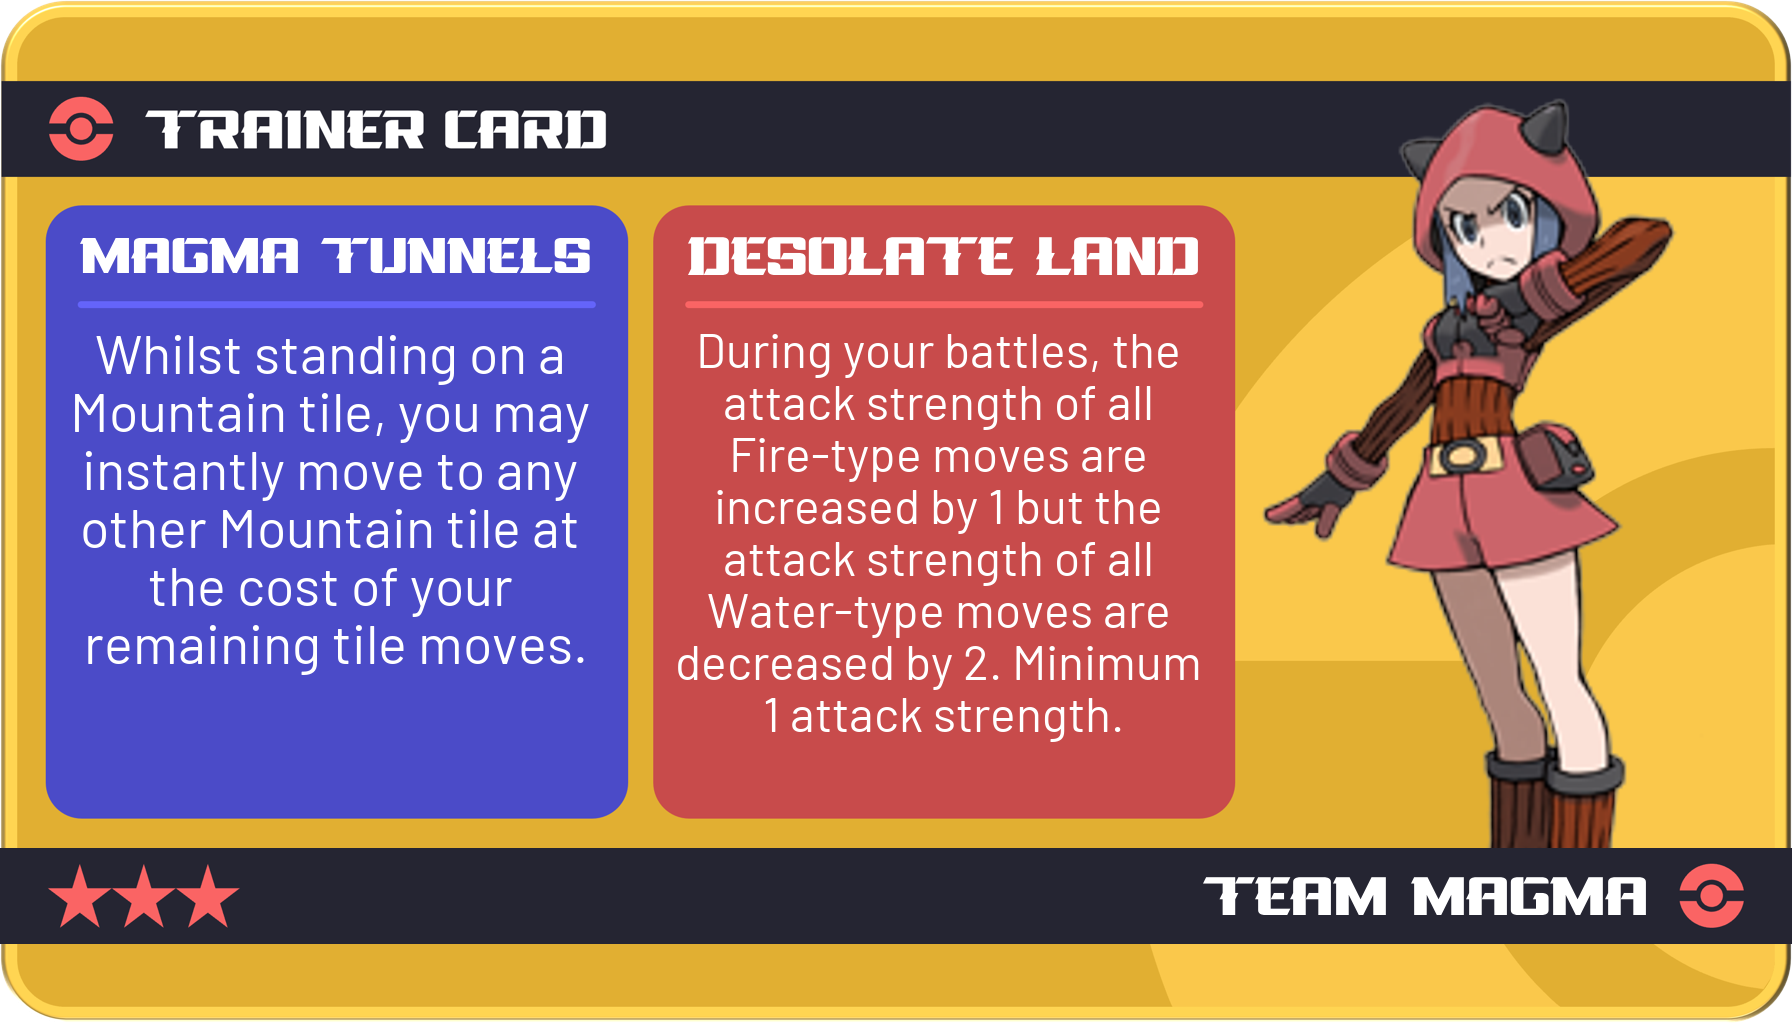 TRAINER CARD
MAGMA TUNNELS
Whilst standing on a
Mountain tile, you may
instantly move to any
other Mountain tile at
the cost of your
remaining tile moves.
DESOLATE LAND
During your battles, the
attack strength of all
Fire-type moves are
increased by 1 but the
attack strength of all
Water-type moves are
decreased by 2. Minimum
1 attack strength.
TEAM MAGMA